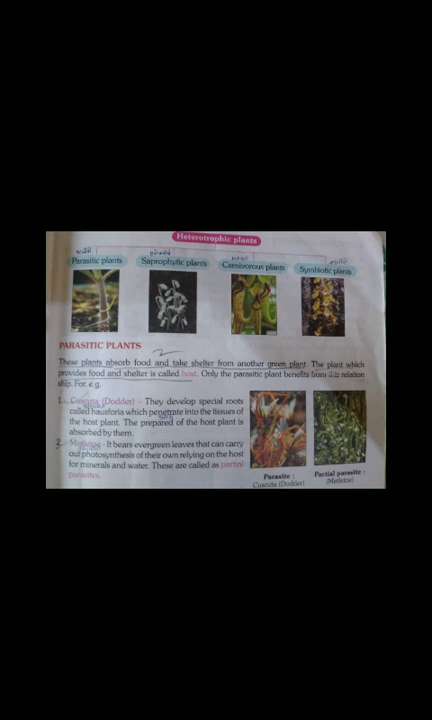 Heterotrophic plants
Parasitic plants
Saprophytic plants
Carnivorous plants
Symbiotic plants
PARASITIC PLANTS
These plants absorb food and take shelter from another green plant. The plant which
provides food and shelter is called host. Only the parasitic plant benefits from this relation
ship. For. e.g.
1. Cuscuta (Dodder) - They develop special roots
called hausforia which penetrate into the tissues of
the host plant. The prepared of the host plant is
absorbed by them.
2. Mistletoe - It bears evergreen leaves that can carry
out photosynthesis of their own relying on the host
for minerals and water. These are called as partial
parasites.
Parasite :
Cuscuta (Dodder)
Partial parasite :
(Mistletoe)